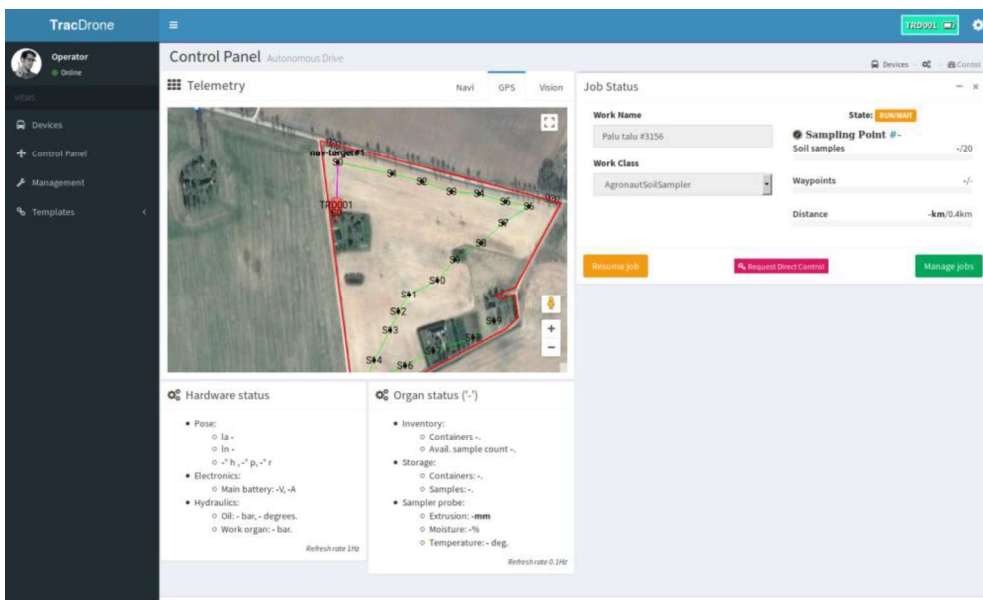 TracDrone
TRD001
Operator
Online
VIEWS
Devices
Control Panel
Management
Templates
Control Panel Autonomous Drive
Devices
Contol
Telemetry
Navi
GPS
Vision
nav-target#1
S0
S1
S2
S3
S4
S5
S6
S7
S8
S9
S10
S11
S12
S13
S14
S16
S18
S19
TRD001
Job Status
Work Name
Palu talu #3156
Work Class
AgronautSoilSampler
State: RUN/WAIT
Sampling Point #-
Soil samples -/20
Waypoints -/-
Distance -km/0.4km
Resume job
Request Direct Control
Manage jobs
Hardware status
Pose:
la -
ln -
-° h , -° p, -° r
Electronics:
Main battery: -V, -A
Hydraulics:
Oil: - bar, - degrees.
Work organ: - bar.
Refresh rate 1Hz
Organ status ('-')
Inventory:
Containers -.
Avail. sample count -.
Storage:
Containers: -.
Samples: -.
Sampler probe:
Extrusion: -mm
Moisture: -%
Temperature: - deg.
Refresh rate 0.1Hz